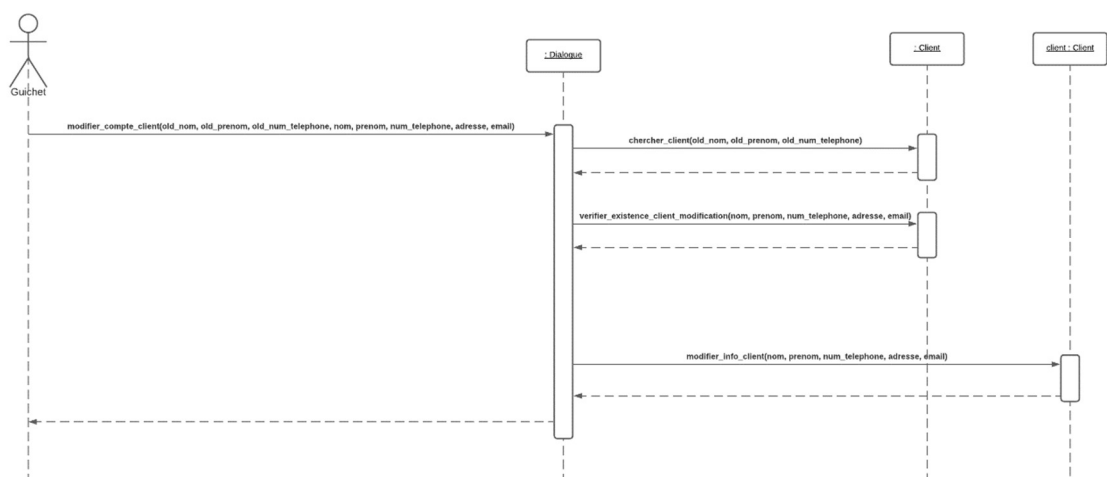 : Dialogue
: Client
client : Client
Guichet
modifier_compte_client(old_nom, old_prenom, old_num_telephone, nom, prenom, num_telephone, adresse, email)
chercher_client(old_nom, old_prenom, old_num_telephone)
verifier_existence_client_modification(nom, prenom, num_telephone, adresse, email)
modifier_info_client(nom, prenom, num_telephone, adresse, email)